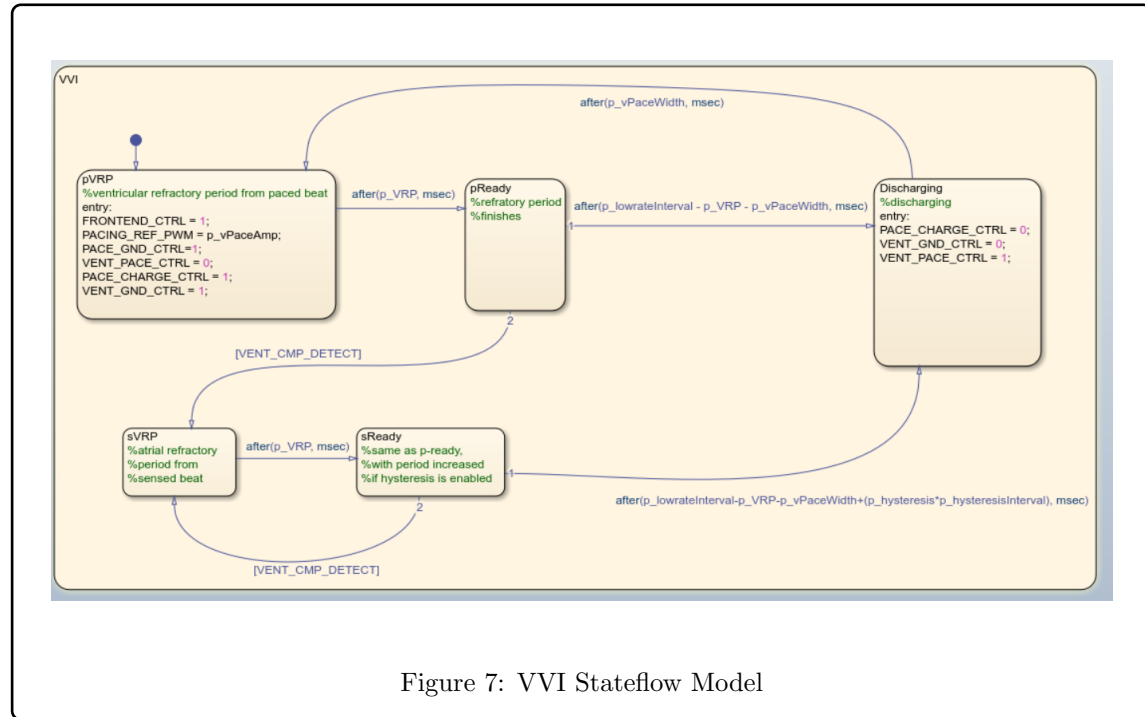 VVI
after(p_vPaceWidth, msec)
pVRP
%ventricular refractory period from paced beat
entry:
FRONTEND_CTRL = 1;
PACING_REF_PWM = p_vPaceAmp;
PACE_GND_CTRL=1;
VENT_PACE_CTRL = 0;
PACE_CHARGE_CTRL = 1;
VENT_GND_CTRL = 1;
after(p_VRP, msec)
pReady
%refratory period
%finishes
1
after(p_lowrateInterval - p_VRP - p_vPaceWidth, msec)
Discharging
%discharging
entry:
PACE_CHARGE_CTRL = 0;
VENT_GND_CTRL = 0;
VENT_PACE_CTRL = 1;
2
[VENT_CMP_DETECT]
sVRP
%atrial refractory
%period from
%sensed beat
after(p_VRP, msec)
sReady
%same as p-ready,
%with period increased
%if hysteresis is enabled
1
after(p_lowrateInterval-p_VRP-p_vPaceWidth+(p_hysteresis*p_hysteresisInterval), msec)
2
[VENT_CMP_DETECT]
Figure 7: VVI Stateflow Model